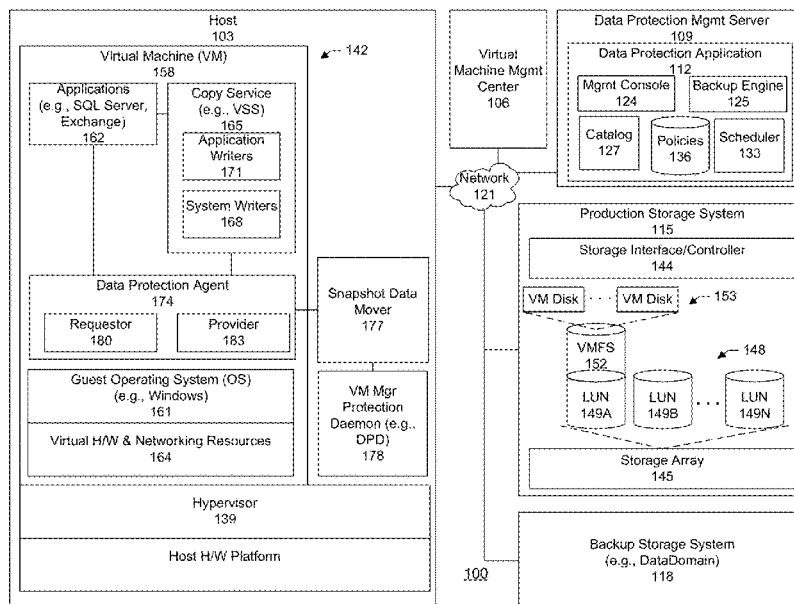 Host
103
Virtual Machine (VM)
158
142
Applications
(e.g., SQL Server,
Exchange)
162
Copy Service
(e.g., VSS)
165
Application
Writers
171
System Writers
168
Data Protection Agent
174
Requestor
180
Provider
183
Snapshot Data
Mover
177
Guest Operating System (OS)
(e.g., Windows)
161
Virtual H/W & Networking Resources
164
VM Mgr
Protection
Daemon (e.g.,
DPD)
178
Hypervisor
139
Host H/W Platform
Virtual
Machine Mgmt
Center
106
Network
121
100
Data Protection Mgmt Server
109
Data Protection Application
112
Mgmt Console
124
Backup Engine
125
Catalog
127
Policies
136
Scheduler
133
Production Storage System
115
Storage Interface/Controller
144
VM Disk
· · ·
VM Disk
153
VMFS
152
148
LUN
149A
LUN
149B
. . .
LUN
149N
Storage Array
145
Backup Storage System
(e.g., DataDomain)
118